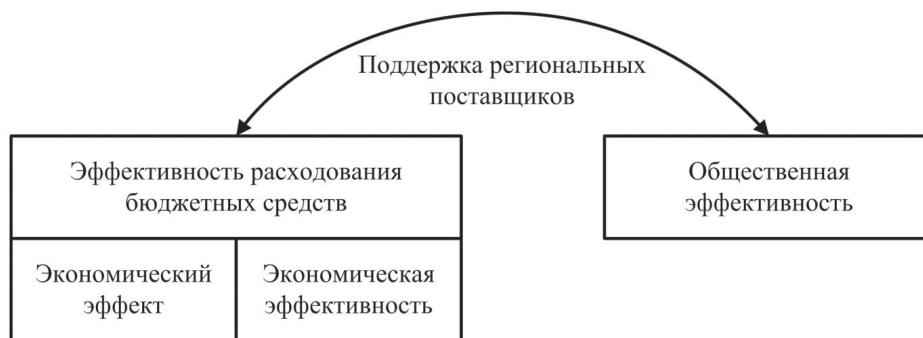 Поддержка региональных
поставщиков
Эффективность расходования
бюджетных средств
Общественная
эффективность
Экономический
эффект
Экономическая
эффективность